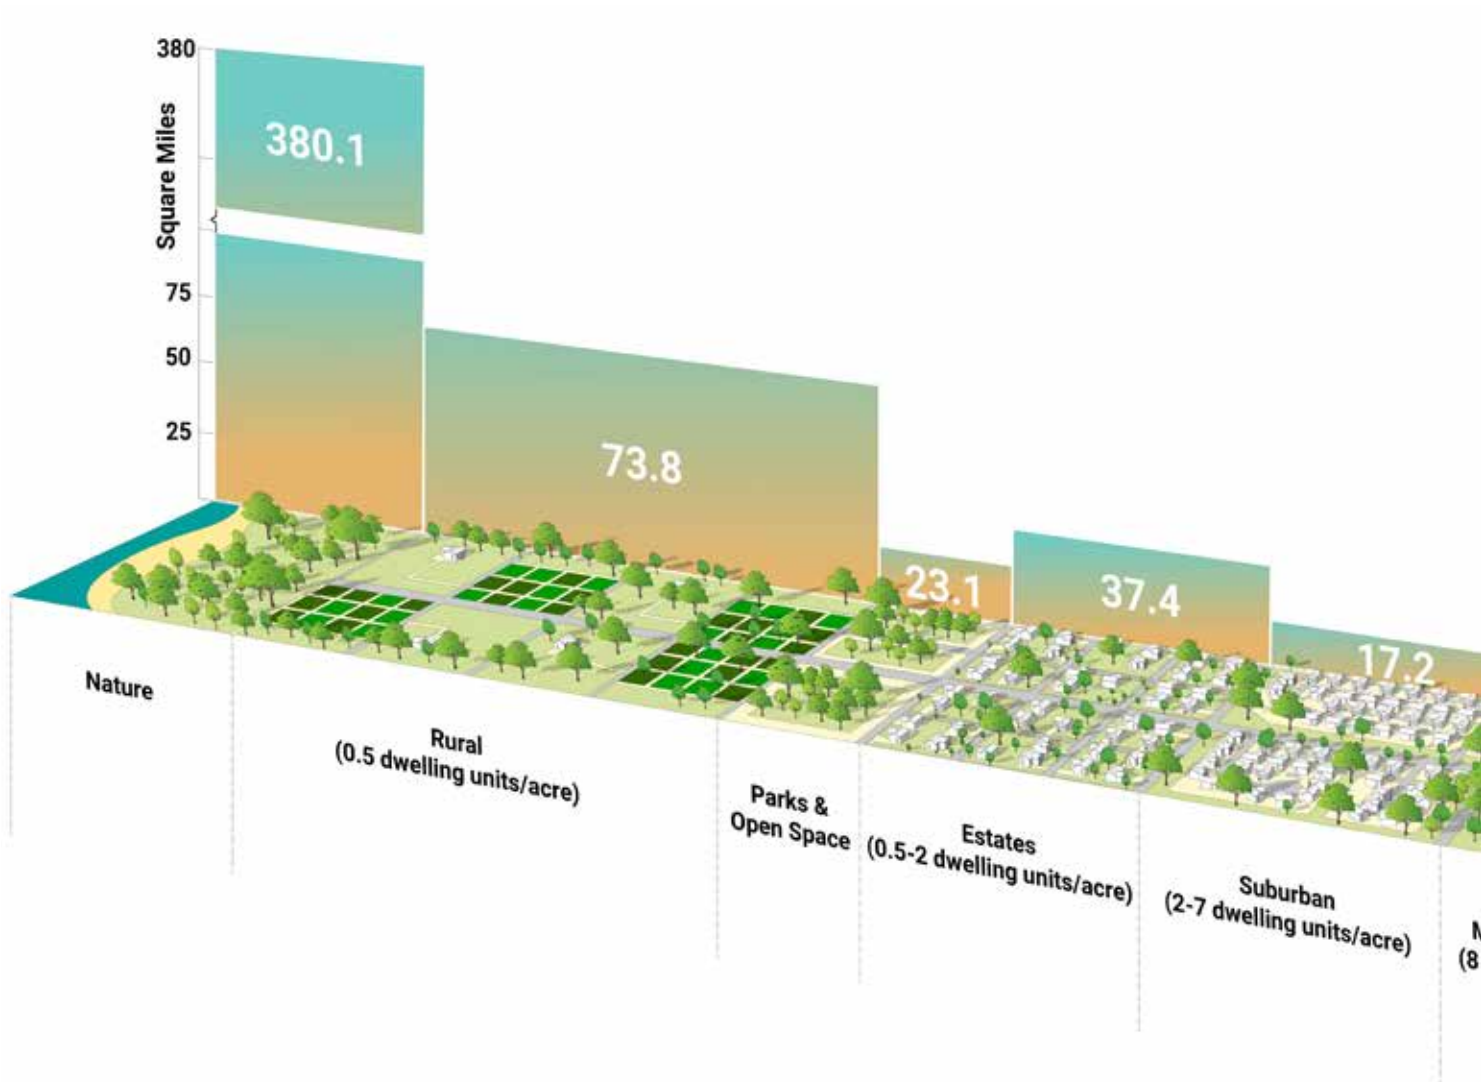 380
Square Miles
75
50
25
380.1
73.8
23.1
37.4
17.2
Nature
Rural
(0.5 dwelling units/acre)
Parks &
Open Space
Estates
(0.5-2 dwelling units/acre)
Suburban
(2-7 dwelling units/acre)
(8